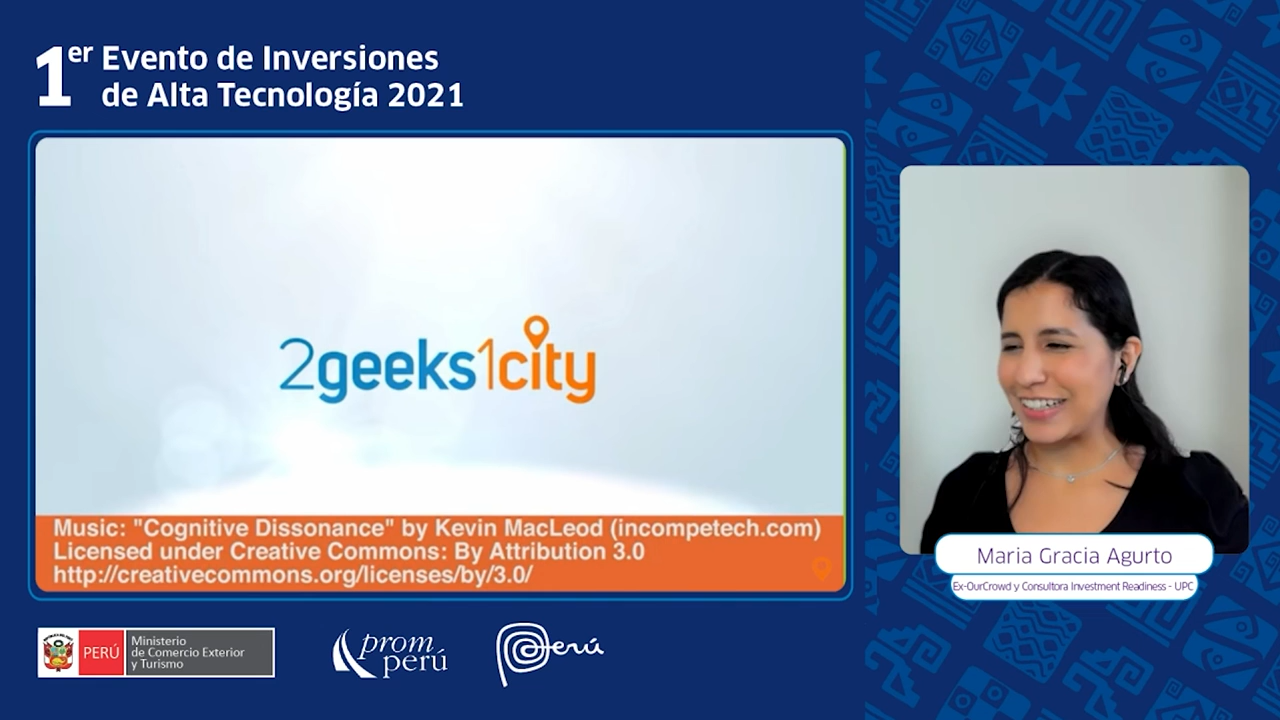 1er Evento de Inversiones
de Alta Tecnología 2021
2geeks1city
Music: "Cognitive Dissonance" by Kevin MacLeod (incompetech.com)
Licensed under Creative Commons: By Attribution 3.0
http://creativecommons.org/licenses/by/3.0/
Maria Gracia Agurto
Ex-OurCrowd y Consultora Investment Readiness - UPC
PERÚ
Ministerio
de Comercio Exterior
y Turismo
prom
perú
Perú